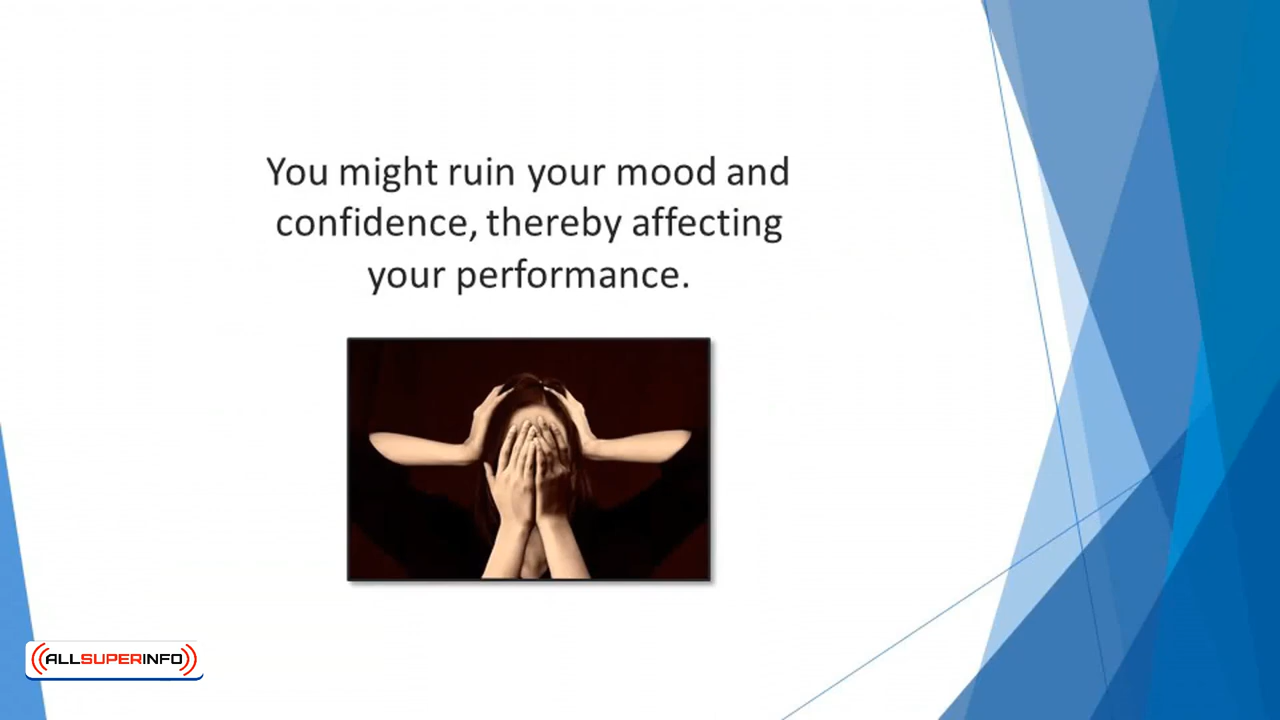 You might ruin your mood and
confidence, thereby affecting
your performance.
ALLSUPERINFO